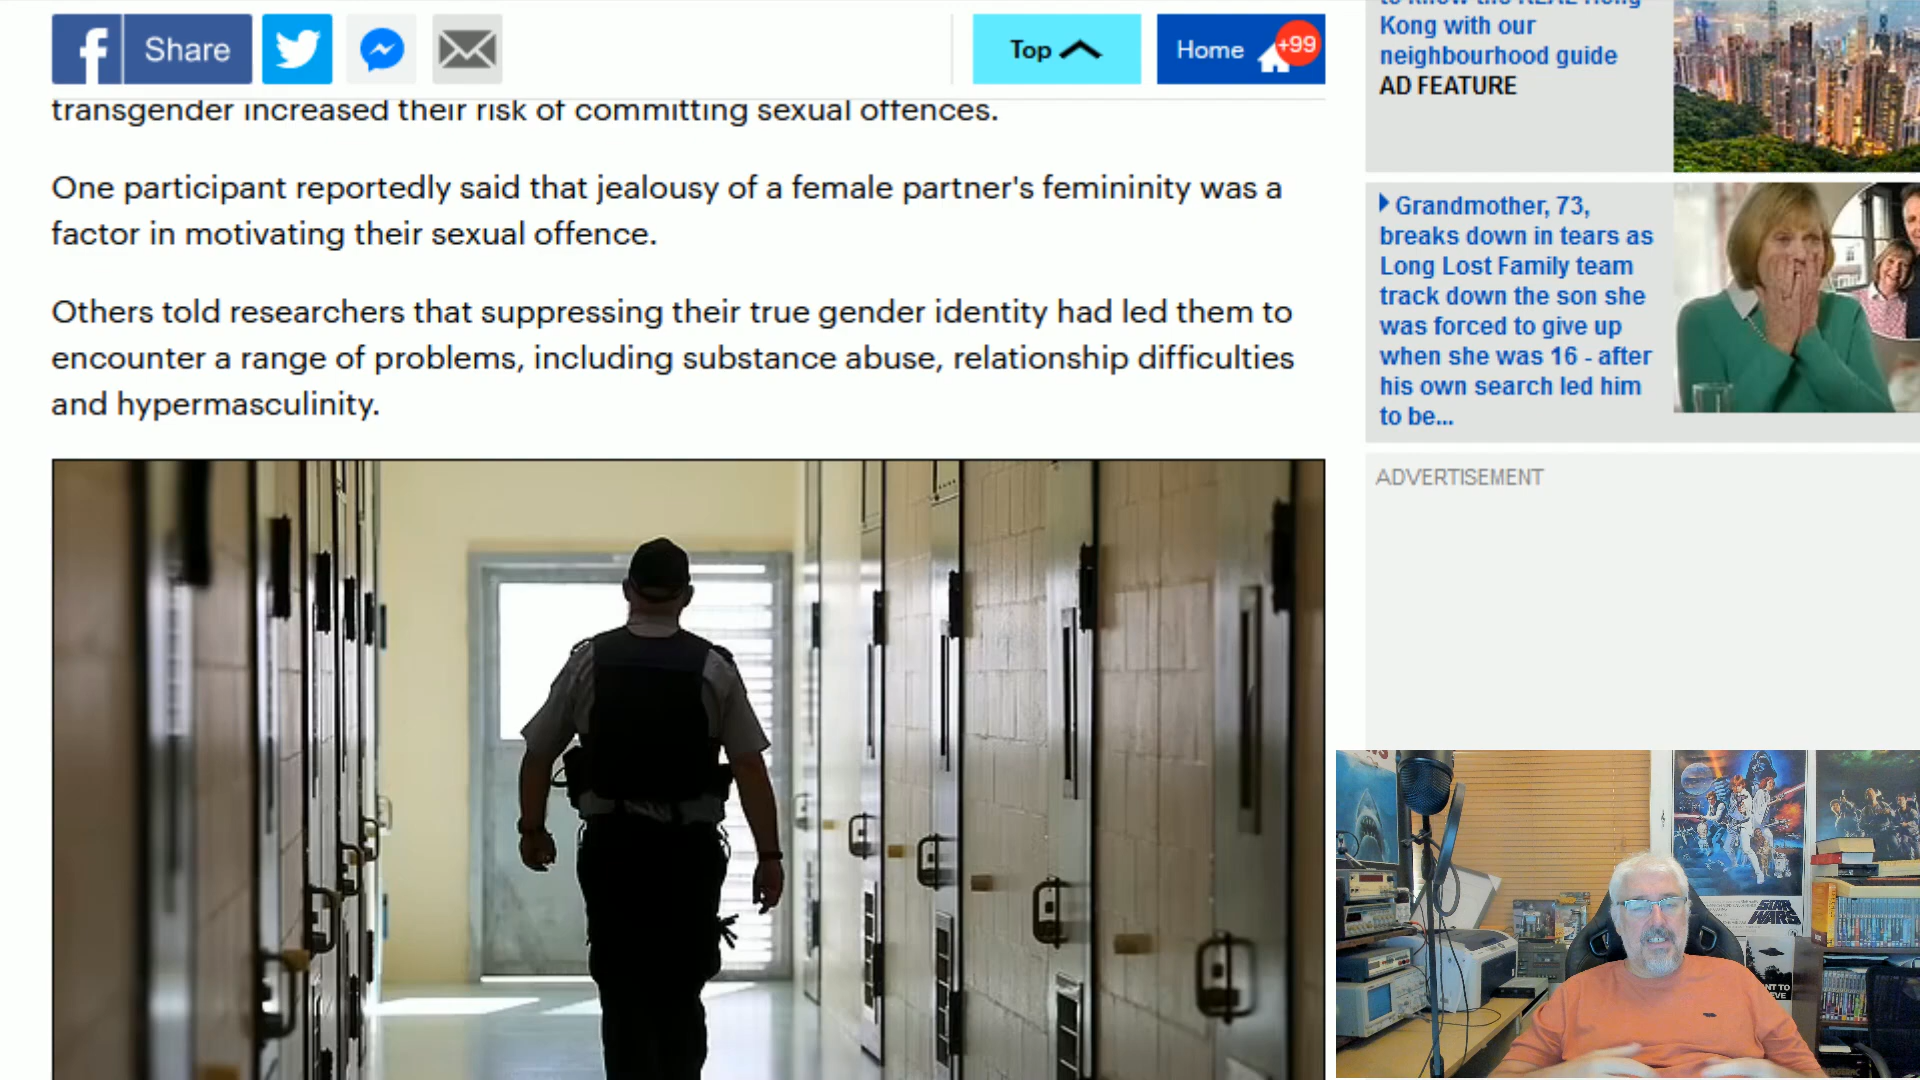 Share
Top
Home
+99
transgender increased their risk of committing sexual offences.
One participant reportedly said that jealousy of a female partner's femininity was a
factor in motivating their sexual offence.
Others told researchers that suppressing their true gender identity had led them to
encounter a range of problems, including substance abuse, relationship difficulties
and hypermasculinity.
to know the REAL Hong
Kong with our
neighbourhood guide
AD FEATURE
Grandmother, 73,
breaks down in tears as
Long Lost Family team
track down the son she
was forced to give up
when she was 16 - after
his own search led him
to be...
ADVERTISEMENT
STAR
WARS